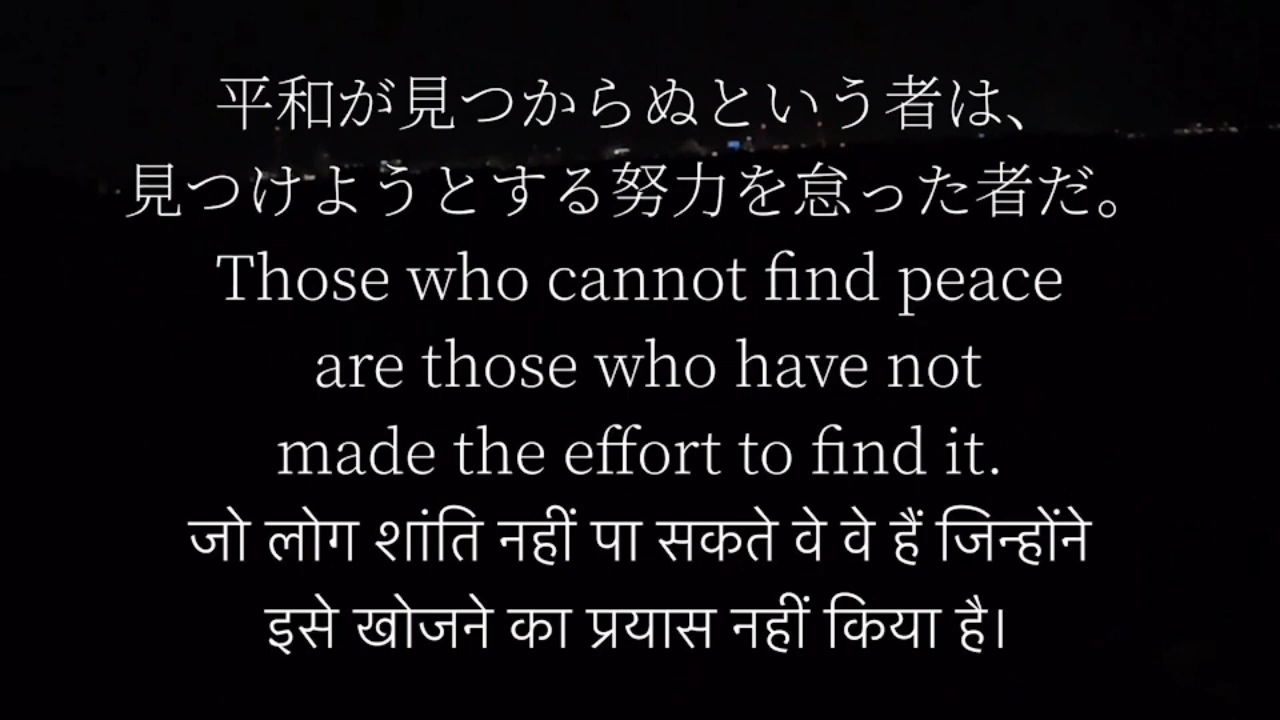 平和が見つからぬという者は、
見つけようとする努力を怠った者だ。
Those who cannot find peace
are those who have not
made the effort to find it.
जो लोग शांति नहीं पा सकते वे वे हैं जिन्होंने
इसे खोजने का प्रयास नहीं किया है।